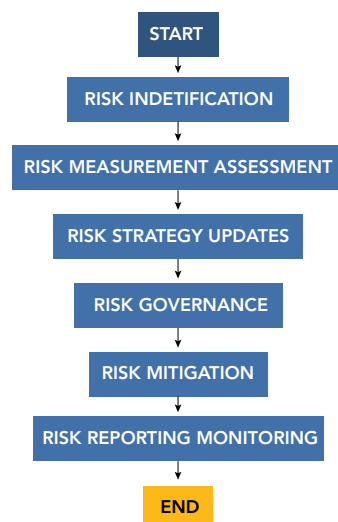 START
RISK INDETIFICATION
RISK MEASUREMENT ASSESSMENT
RISK STRATEGY UPDATES
RISK GOVERNANCE
RISK MITIGATION
RISK REPORTING MONITORING
END